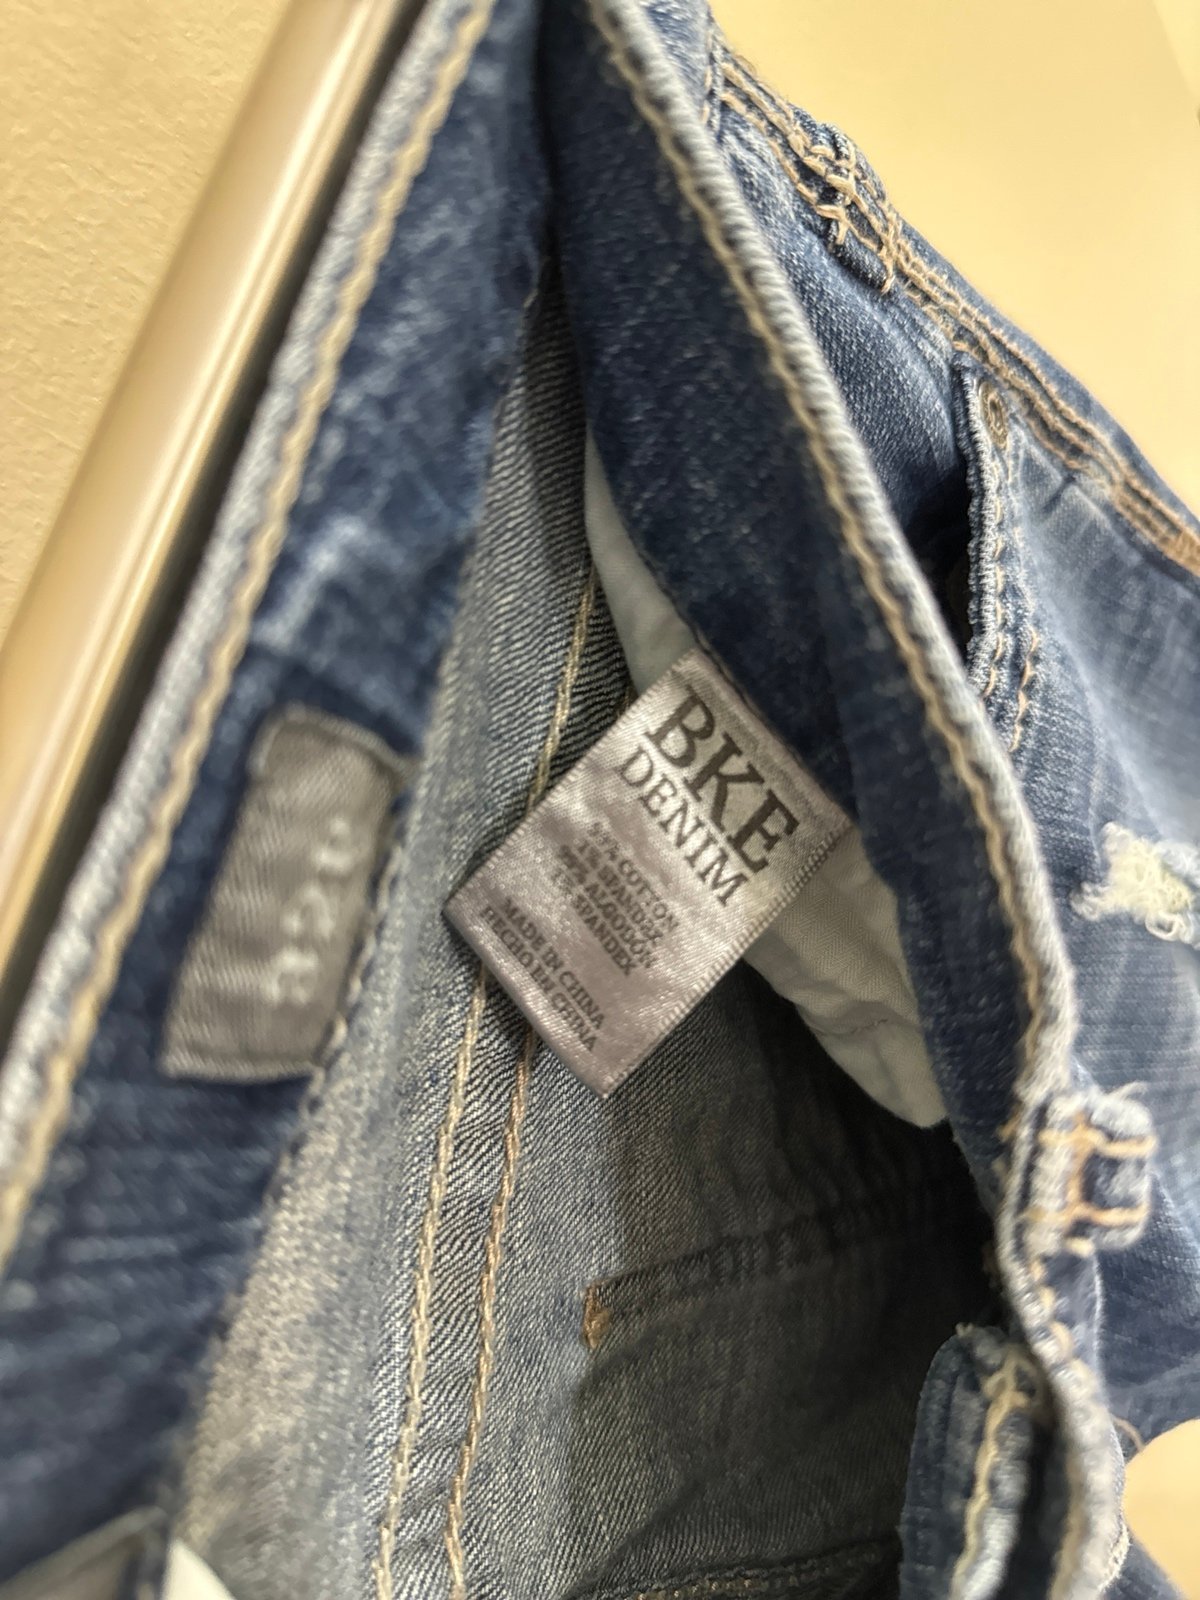 BKE
DENIM
99% COTTON
1% SPANDEX
99% ALGODÓN
1% SPANDEX
MADE IN CHINA
HECHO EN CHINA